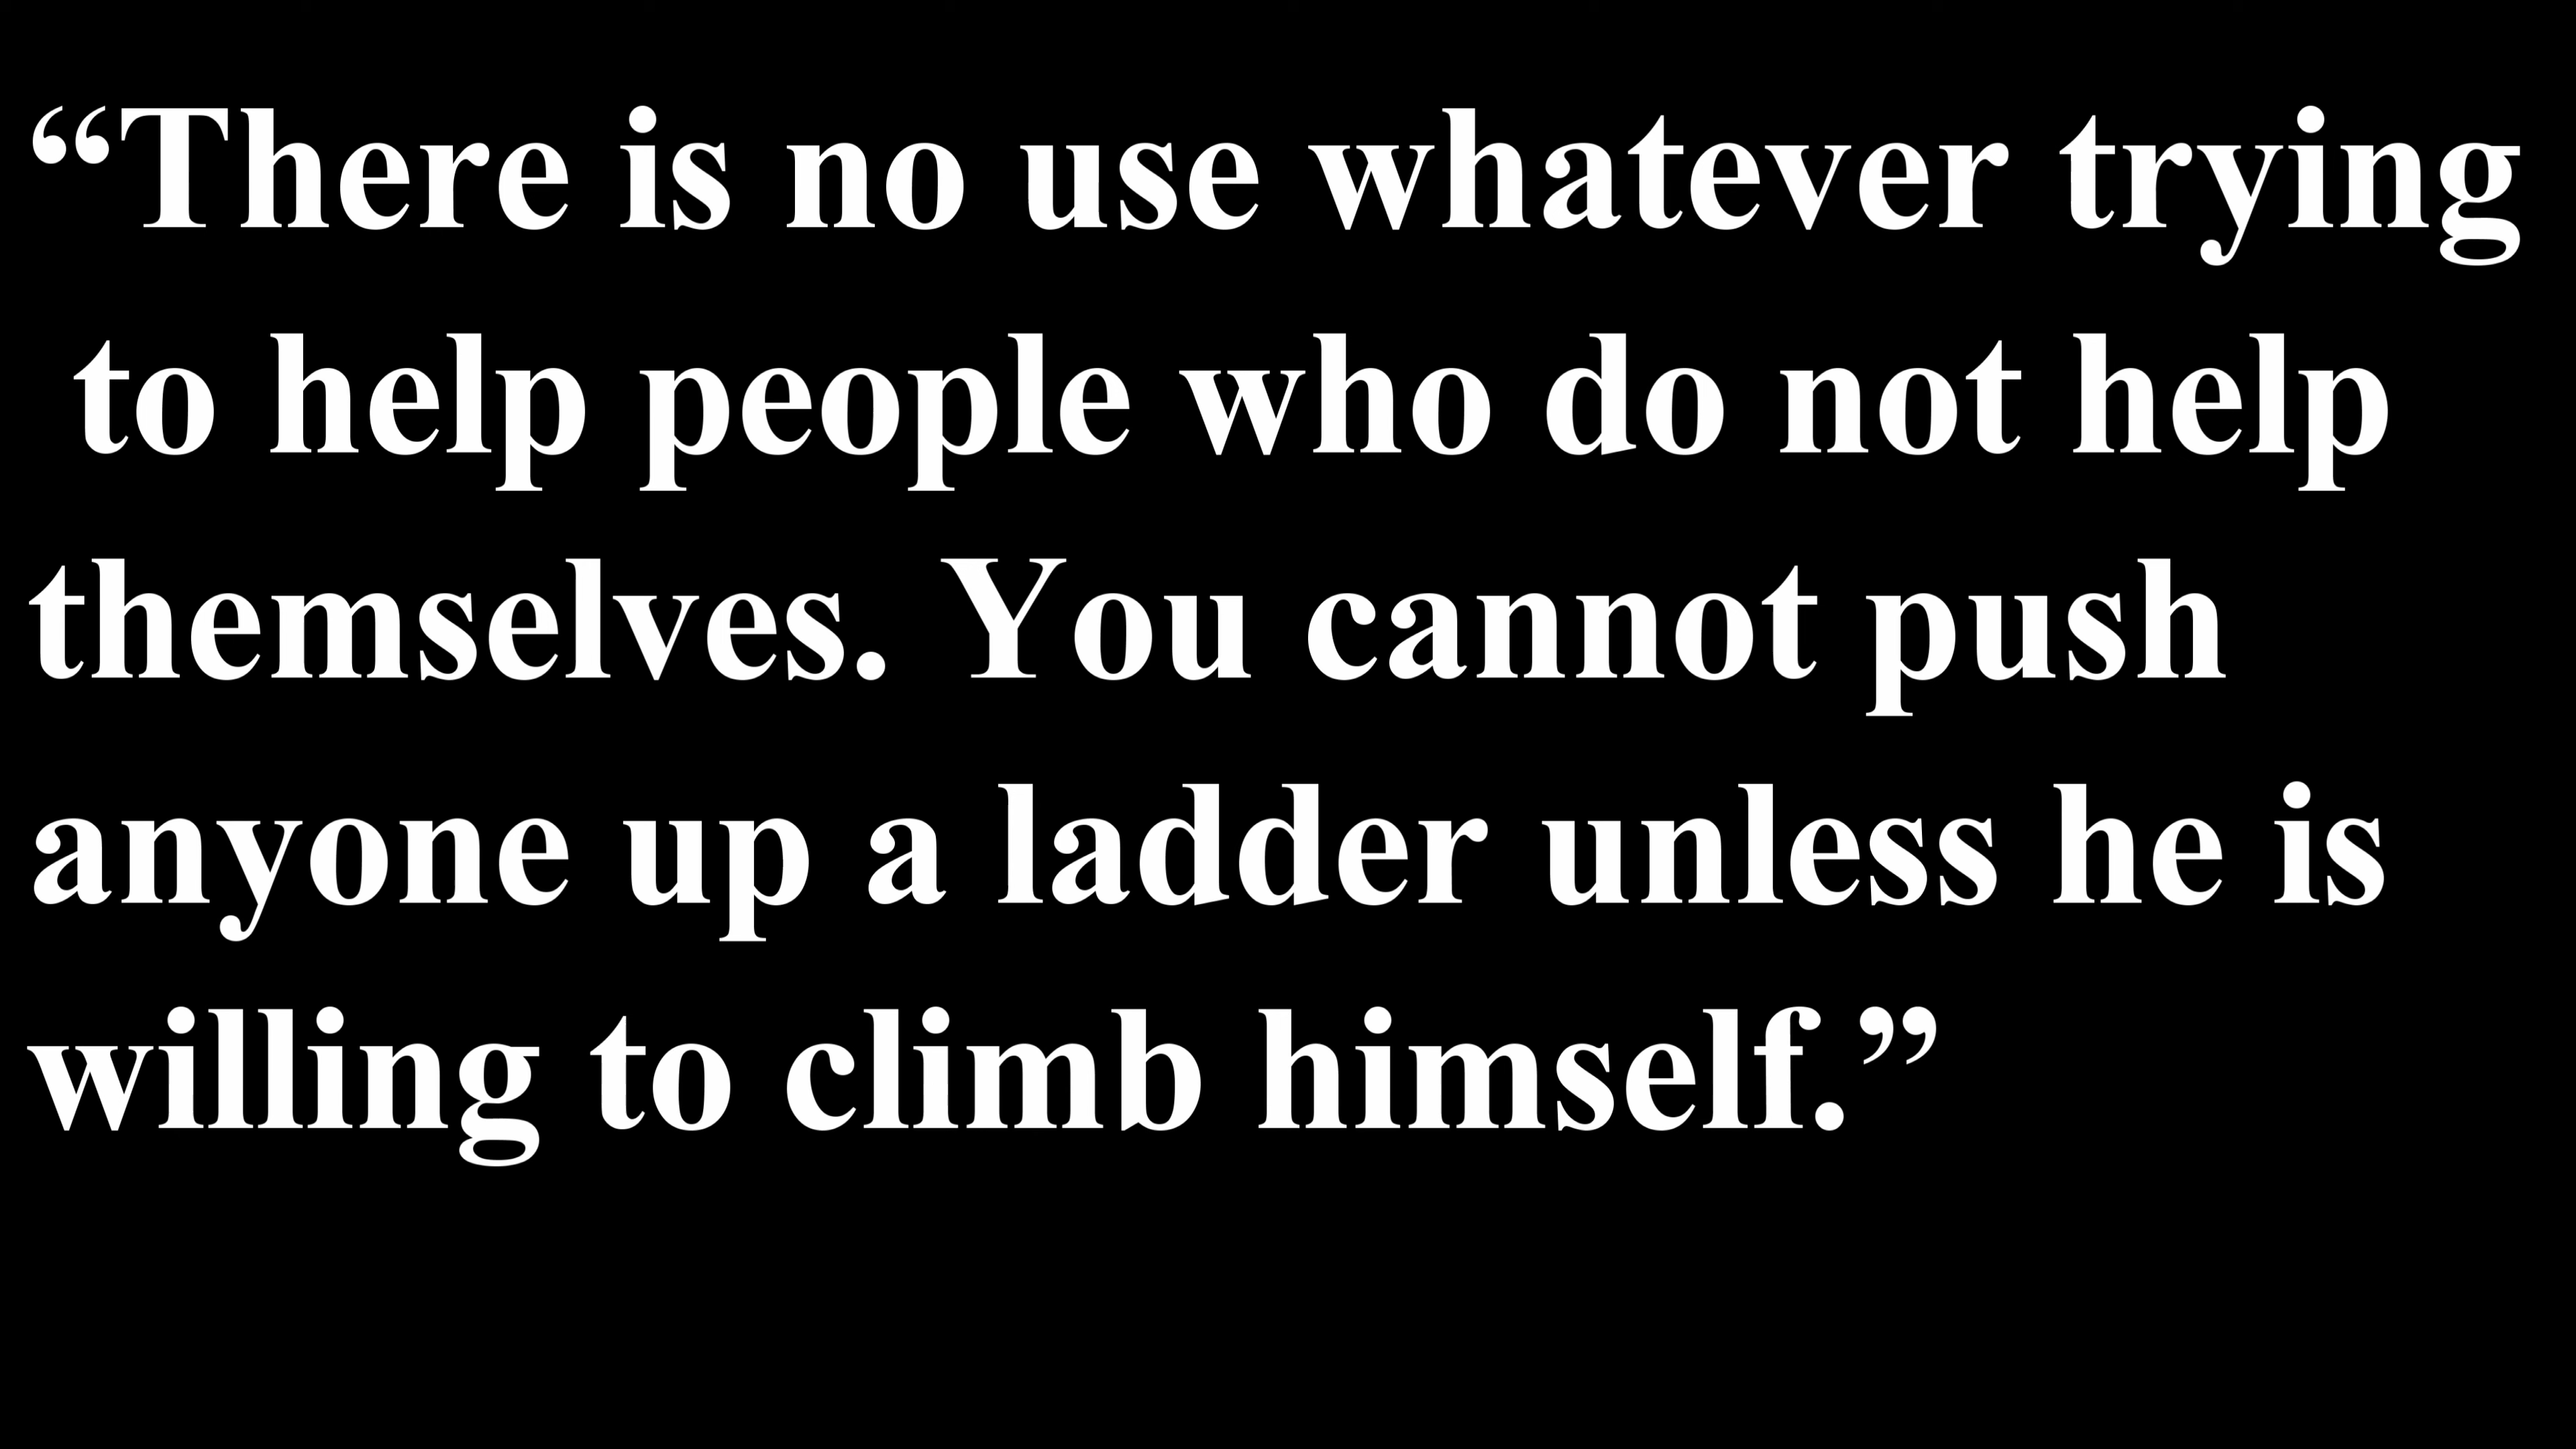 “There is no use whatever trying
to help people who do not help
themselves. You cannot push
anyone up a ladder unless he is
willing to climb himself.”